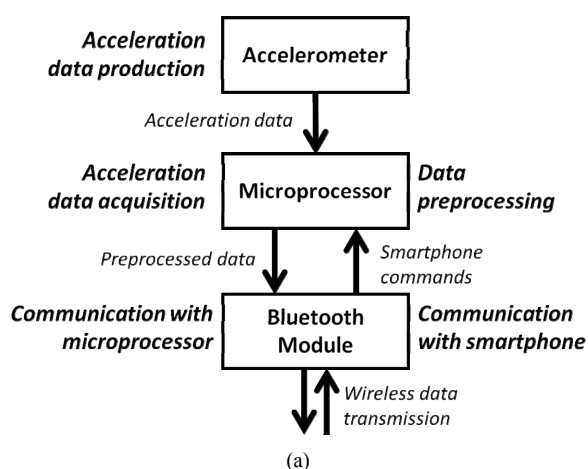 Acceleration
data production
Accelerometer
Acceleration data
Acceleration
data acquisition
Microprocessor
Data
preprocessing
Preprocessed data
Smartphone
commands
Communication with
microprocessor
Bluetooth
Module
Communication
with smartphone
Wireless data
transmission
(a)